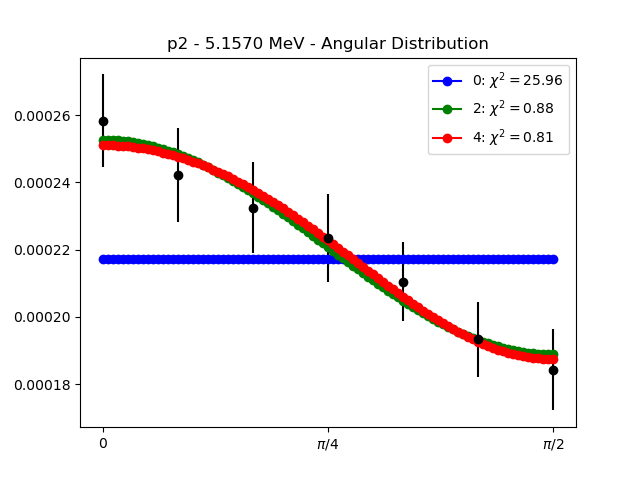 p2 - 5.1570 MeV - Angular Distribution
0: χ² = 25.96
2: χ² = 0.88
4: χ² = 0.81
0.00026
0.00024
0.00022
0.00020
0.00018
0 π/4 π/2